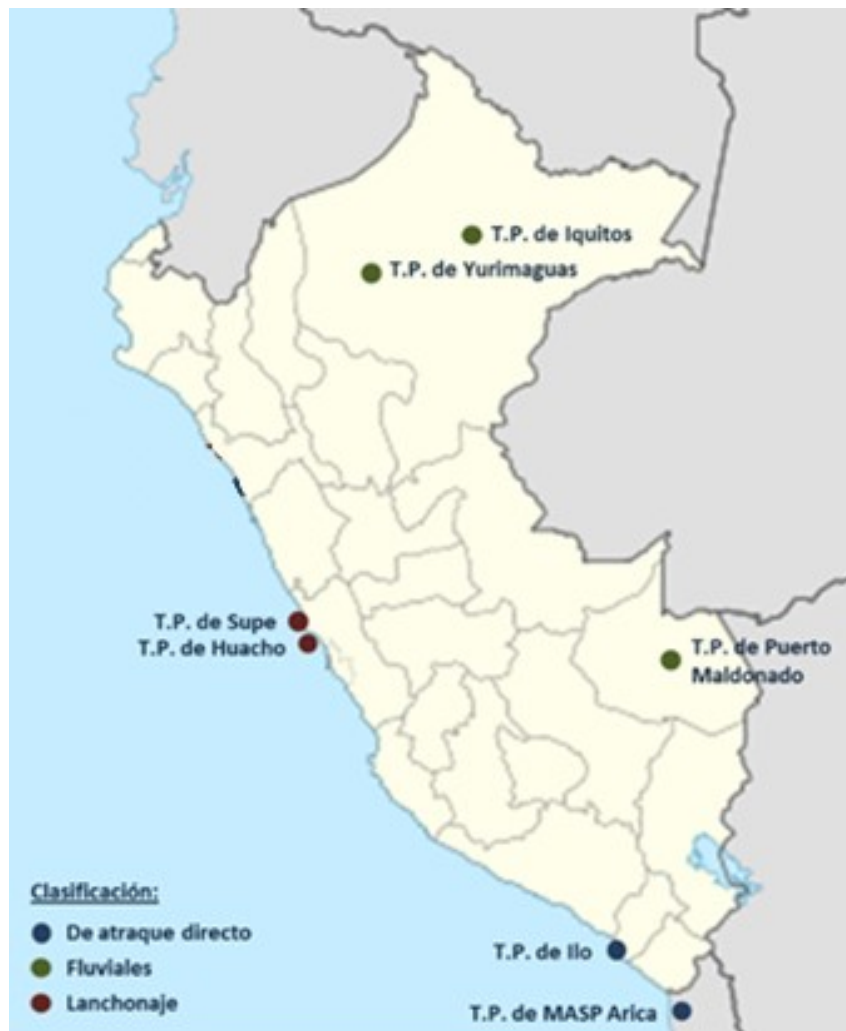 T.P. de Iquitos
T.P. de Yurimaguas
T.P. de Supe
T.P. de Huacho
T.P. de Puerto
Maldonado
Clasificación:
De atraque directo
Fluviales
Lanchonaje
T.P. de Ilo
T.P. de MASP Arica